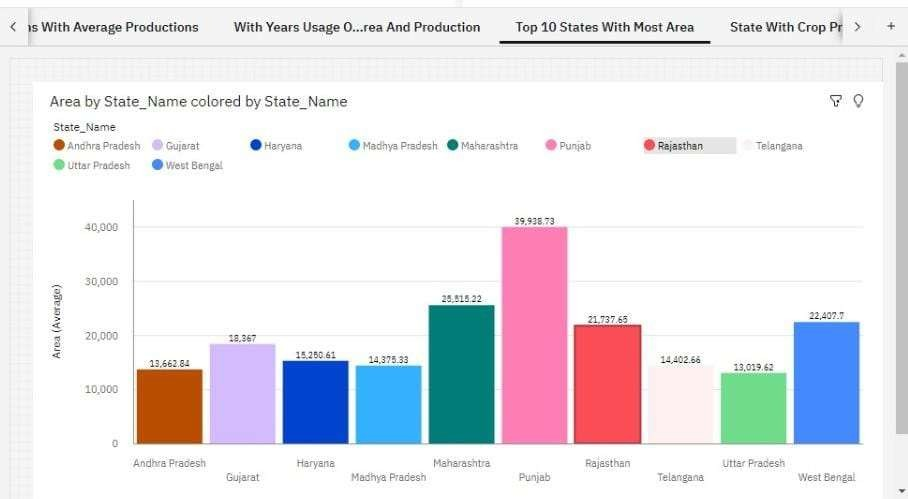 ns With Average Productions With Years Usage O...rea And Production Top 10 States With Most Area State With Crop Pr
Area by State_Name colored by State_Name
State_Name
Andhra Pradesh Gujarat Haryana Madhya Pradesh Maharashtra Punjab Rajasthan Telangana
Uttar Pradesh West Bengal
Area (Average)
40,000
30,000
20,000
10,000
0
39,938.73
25,515.22
22,407.7
21,737.65
18,367
15,250.61
14,375.33
14,402.66
13,662.84
13,019.62
Andhra Pradesh Haryana Maharashtra Rajasthan Uttar Pradesh
Gujarat Madhya Pradesh Punjab Telangana West Bengal